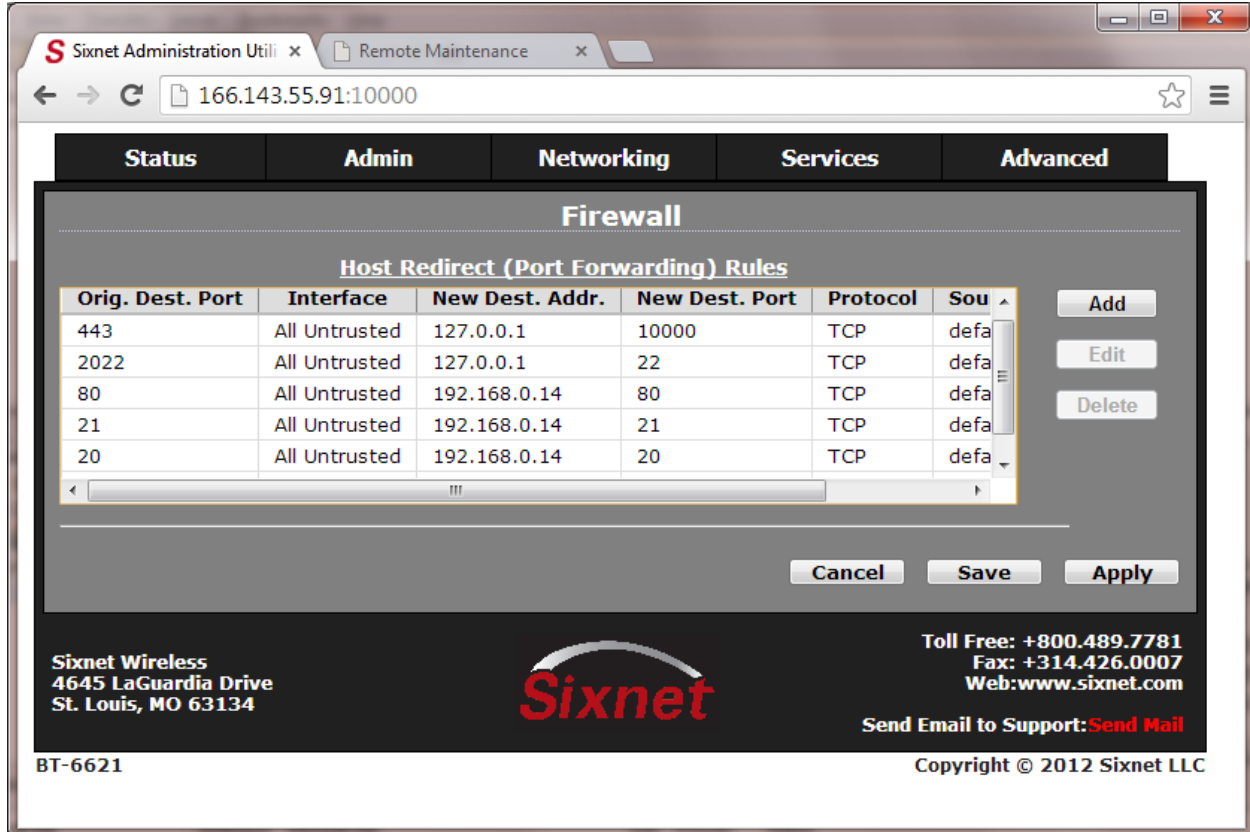 Sixnet Administration Utili
Remote Maintenance
166.143.55.91:10000
Status Admin Networking Services Advanced
Firewall
Host Redirect (Port Forwarding) Rules
Orig. Dest. Port Interface New Dest. Addr. New Dest. Port Protocol Sou
443 All Untrusted 127.0.0.1 10000 TCP defa
2022 All Untrusted 127.0.0.1 22 TCP defa
80 All Untrusted 192.168.0.14 80 TCP defa
21 All Untrusted 192.168.0.14 21 TCP defa
20 All Untrusted 192.168.0.14 20 TCP defa
Add
Edit
Delete
Cancel Save Apply
Sixnet Wireless
4645 LaGuardia Drive
St. Louis, MO 63134
Sixnet
Toll Free: +800.489.7781
Fax: +314.426.0007
Web:www.sixnet.com
Send Email to Support:Send Mail
BT-6621
Copyright © 2012 Sixnet LLC